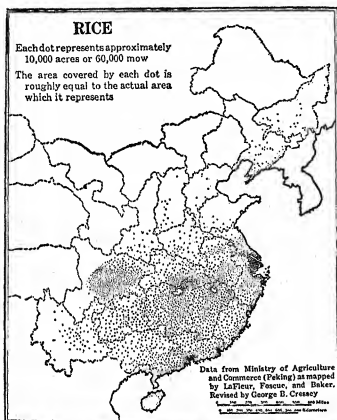 RICE
Each dot represents approximately
10,000 acres or 60,000 mow
The area covered by each dot is
roughly equal to the actual area
which it represents
Data from Ministry of Agriculture
and Commerce (Peking) as mapped
by LaFleur, Foscue, and Baker,
Revised by George B. Cressey
Miles
Kilometers